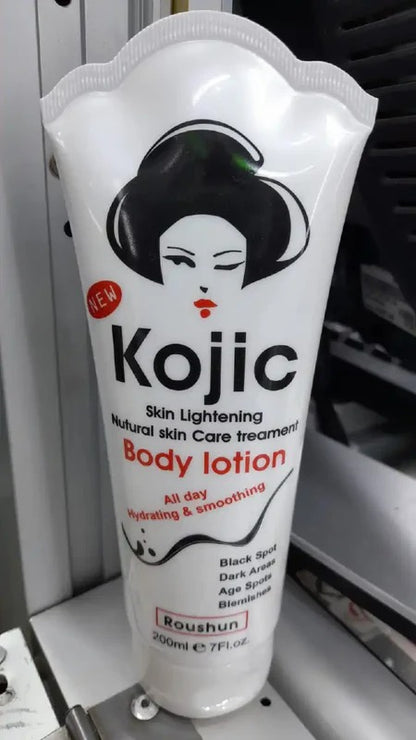 NEW
Kojic
Skin Lightening
Nutural skin Care treament
Body lotion
All day
Hydrating & smoothing
Black Spot
Dark Areas
Age Spots
Blemishes
Roushun
200ml e 7Fl.oz.